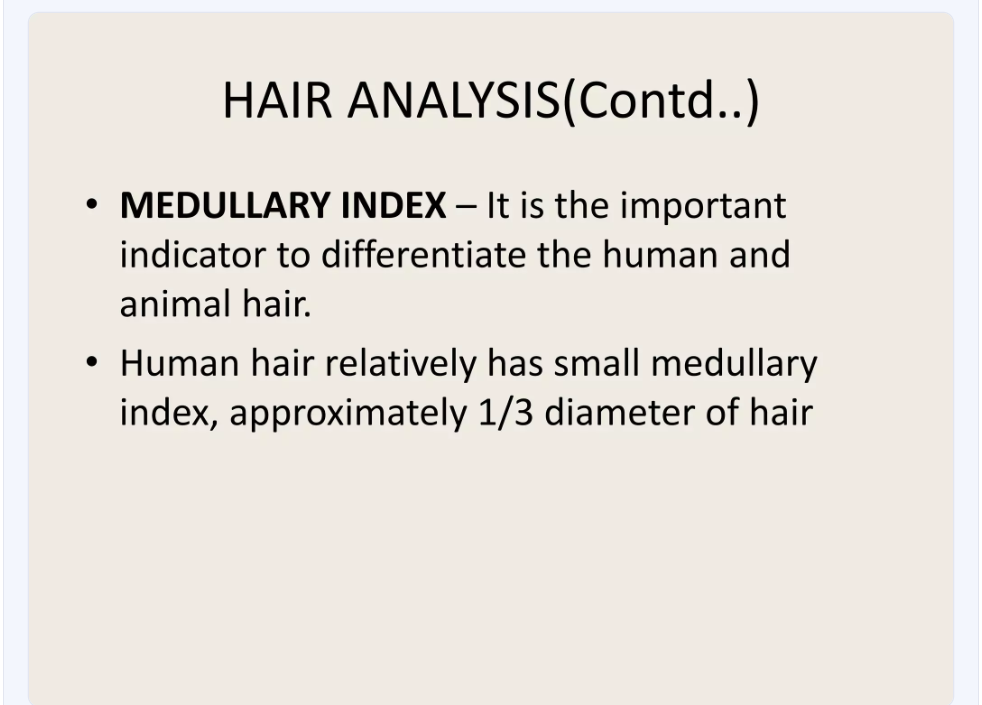 HAIR ANALYSIS(Contd..)
• MEDULLARY INDEX – It is the important
indicator to differentiate the human and
animal hair.
• Human hair relatively has small medullary
index, approximately 1/3 diameter of hair